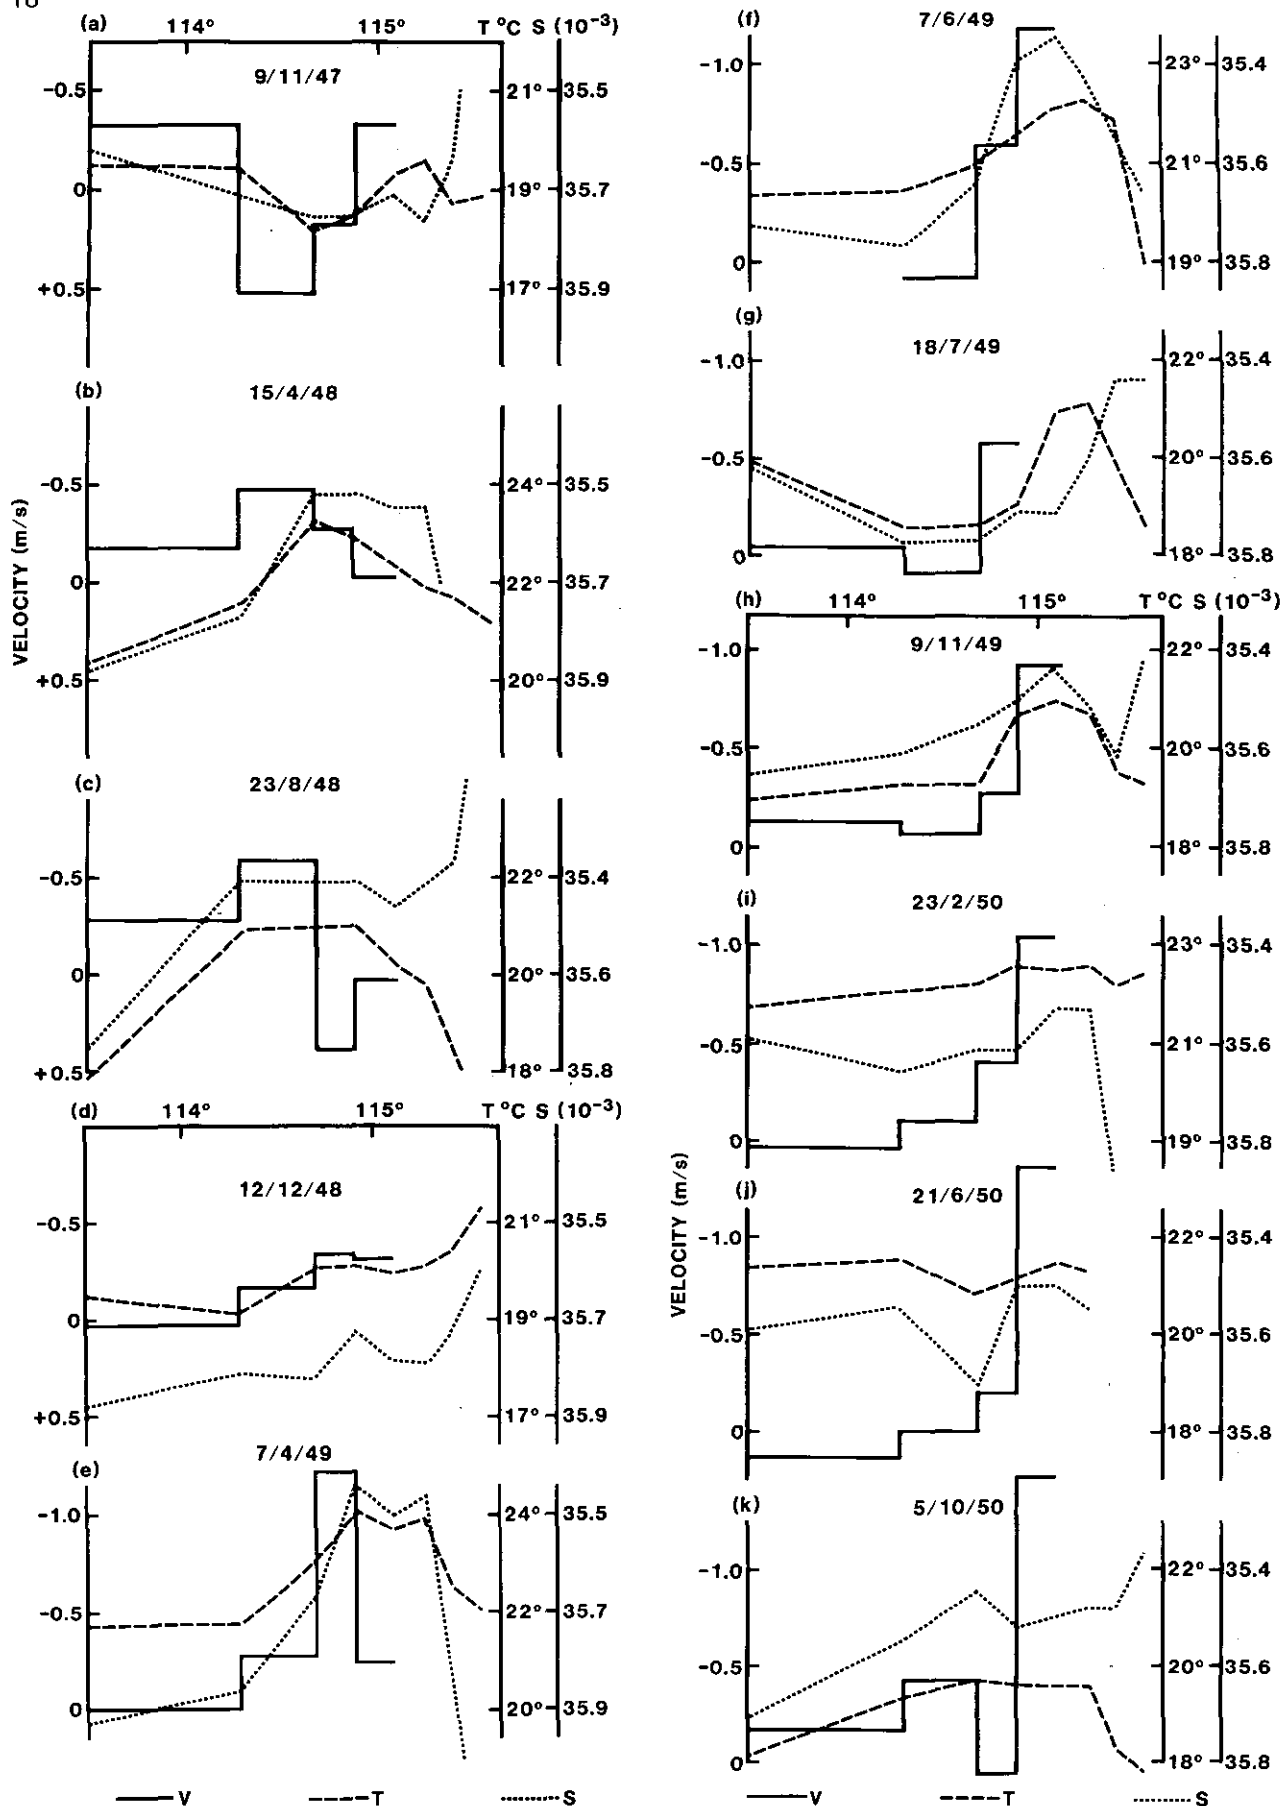 (a) 114° 115° T °C S (10⁻³)
9/11/47
-0.5 21° 35.5
0 19° 35.7
+0.5 17° 35.9
(b) 15/4/48
-0.5 24° 35.5
0 22° 35.7
+0.5 20° 35.9
VELOCITY (m/s)
(c) 23/8/48
-0.5 22° 35.4
0 20° 35.6
+0.5 18° 35.8
(d) 114° 115° T °C S (10⁻³)
12/12/48
-0.5 21° 35.5
0 19° 35.7
+0.5 17° 35.9
(e) 7/4/49
-1.0 24° 35.5
-0.5 22° 35.7
0 20° 35.9
V T S
(f) 7/6/49
-1.0 23° 35.4
-0.5 21° 35.6
0 19° 35.8
(g) 18/7/49
-1.0 22° 35.4
-0.5 20° 35.6
0 18° 35.8
(h) 114° 115° T °C S (10⁻³)
9/11/49
-1.0 22° 35.4
-0.5 20° 35.6
0 18° 35.8
(i) 23/2/50
-1.0 23° 35.4
-0.5 21° 35.6
0 19° 35.8
VELOCITY (m/s)
(j) 21/6/50
-1.0 22° 35.4
-0.5 20° 35.6
0 18° 35.8
(k) 5/10/50
-1.0 22° 35.4
-0.5 20° 35.6
0 18° 35.8
V T S